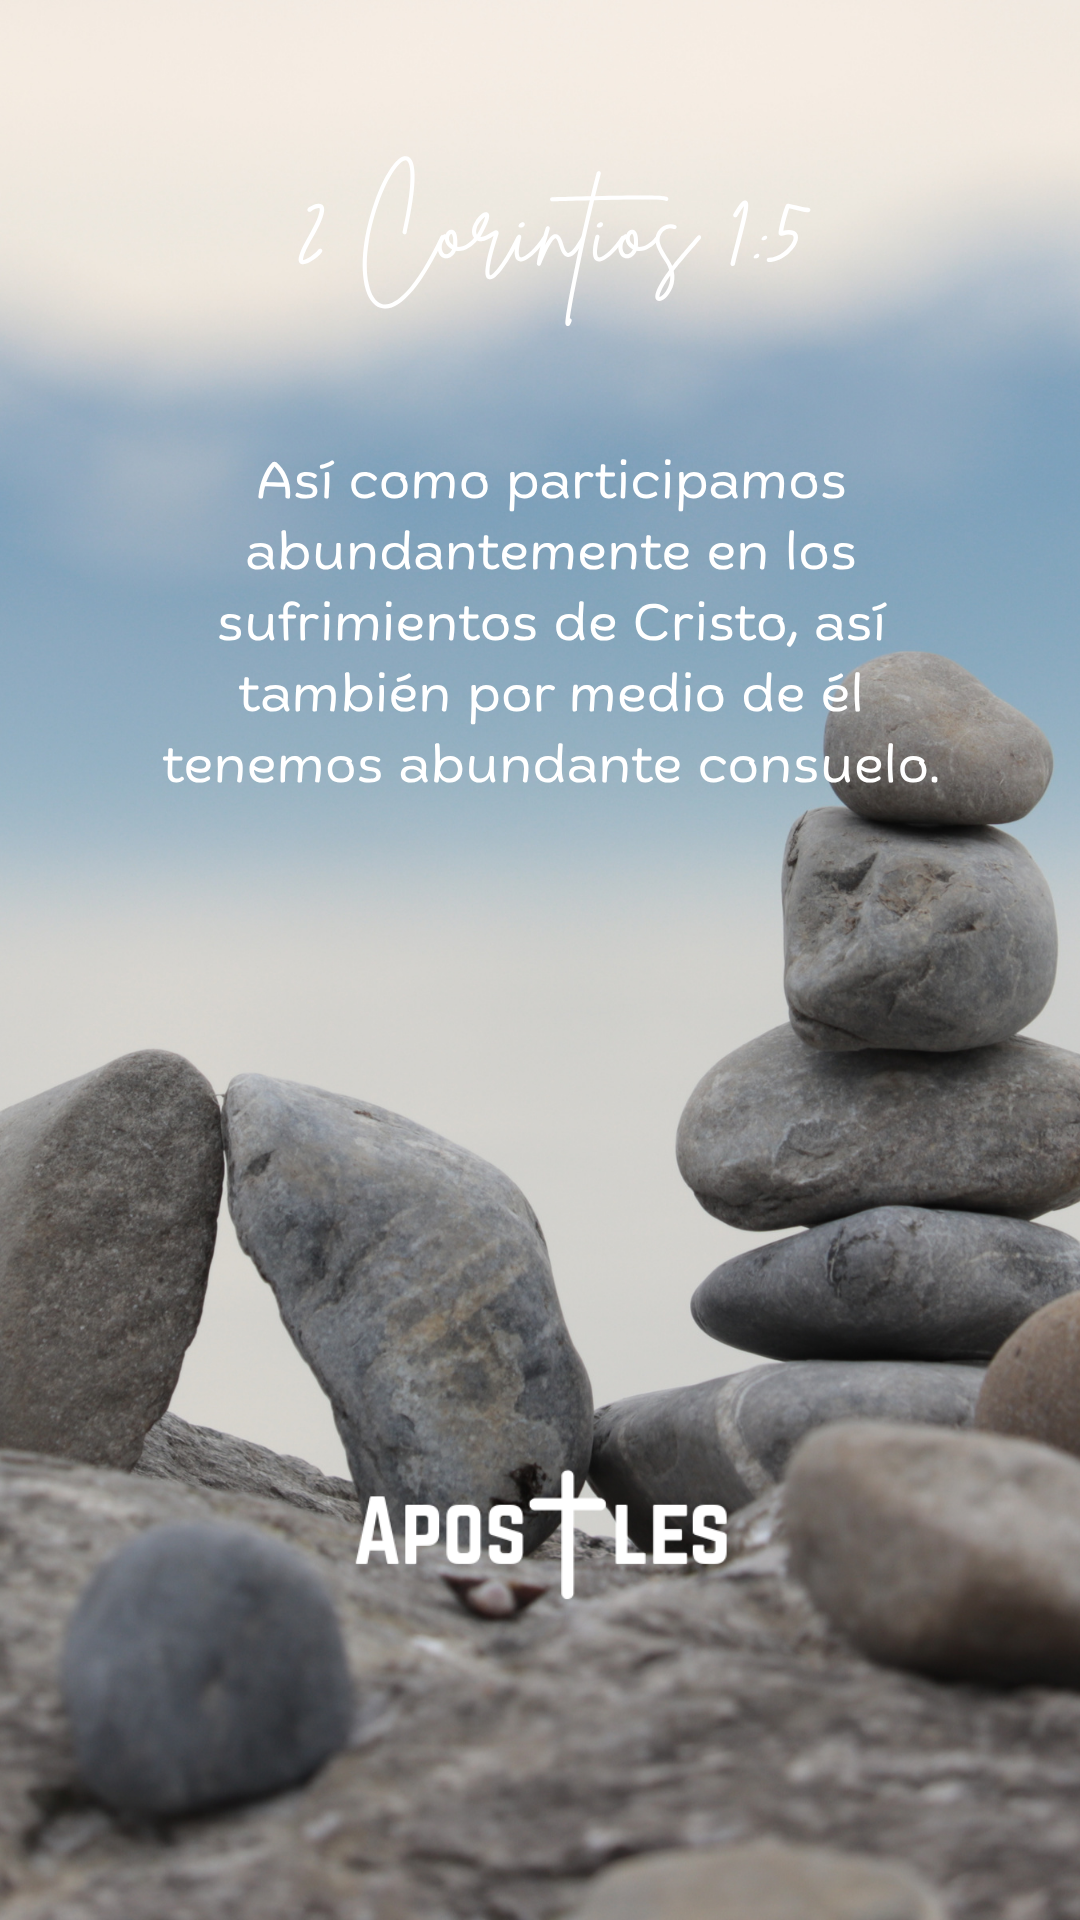 2 Corintios 1:5
Así como participamos
abundantemente en los
sufrimientos de Cristo, así
también por medio de él
tenemos abundante consuelo.
APOSTLES